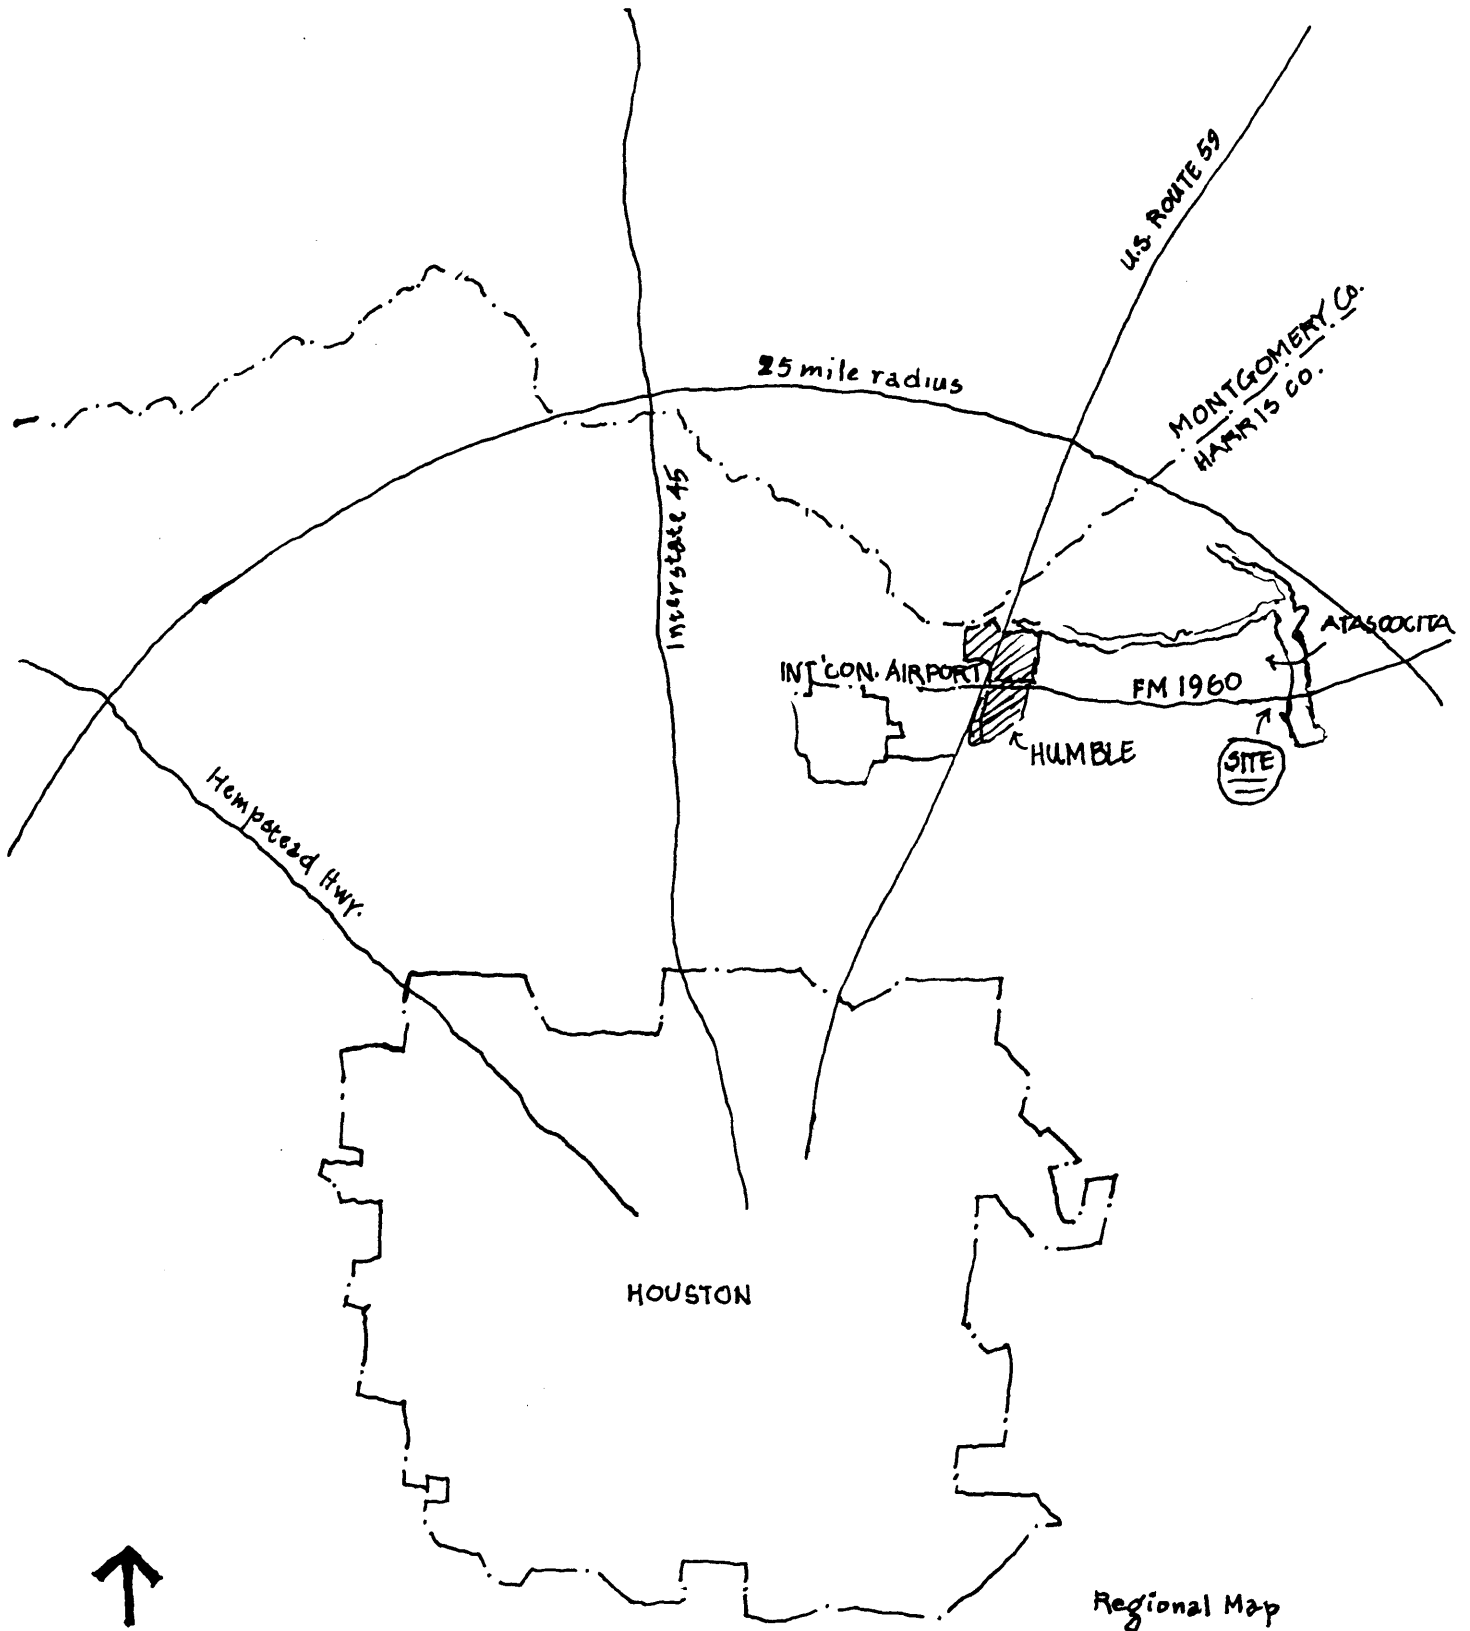 U.S. ROUTE 59
MONTGOMERY CO.
HARRIS CO.
25 mile radius
Interstate 45
ATASCOCITA
INT'CON. AIRPORT
FM 1960
HUMBLE
SITE
Hempstead Hwy.
HOUSTON
Regional Map